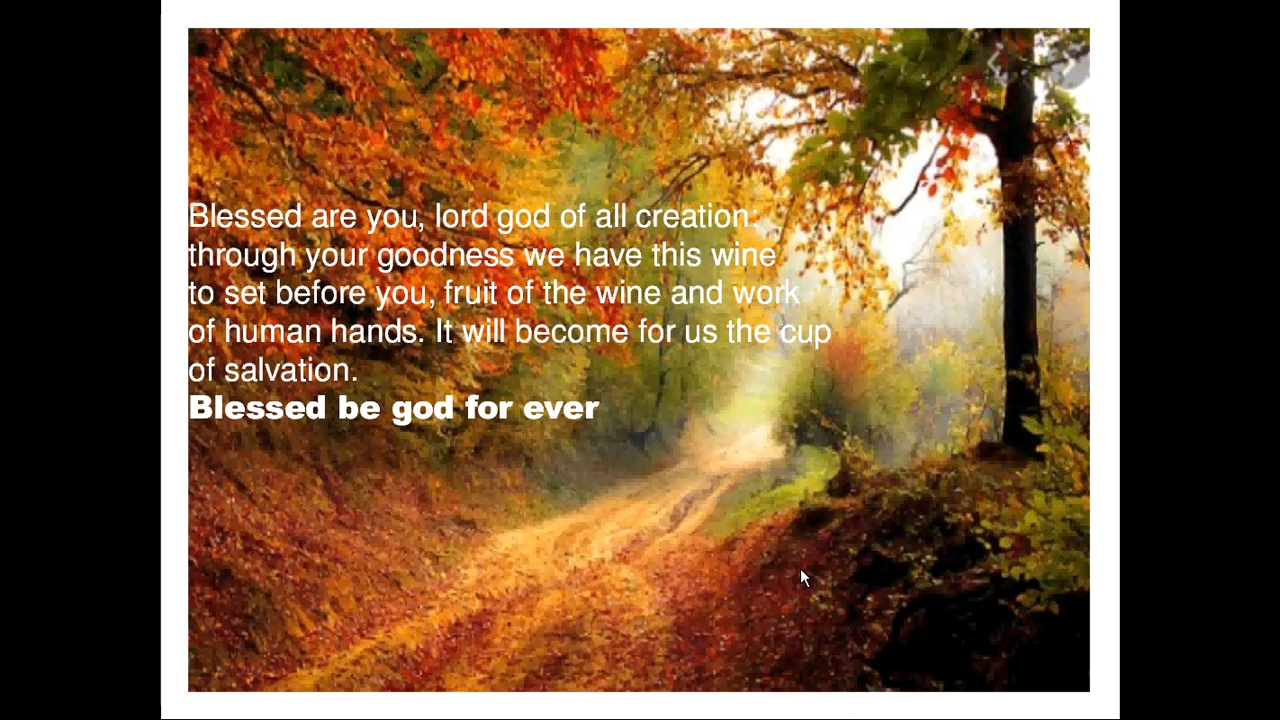 Blessed are you, lord god of all creation:
through your goodness we have this wine
to set before you, fruit of the wine and work
of human hands. It will become for us the cup
of salvation.
Blessed be god for ever